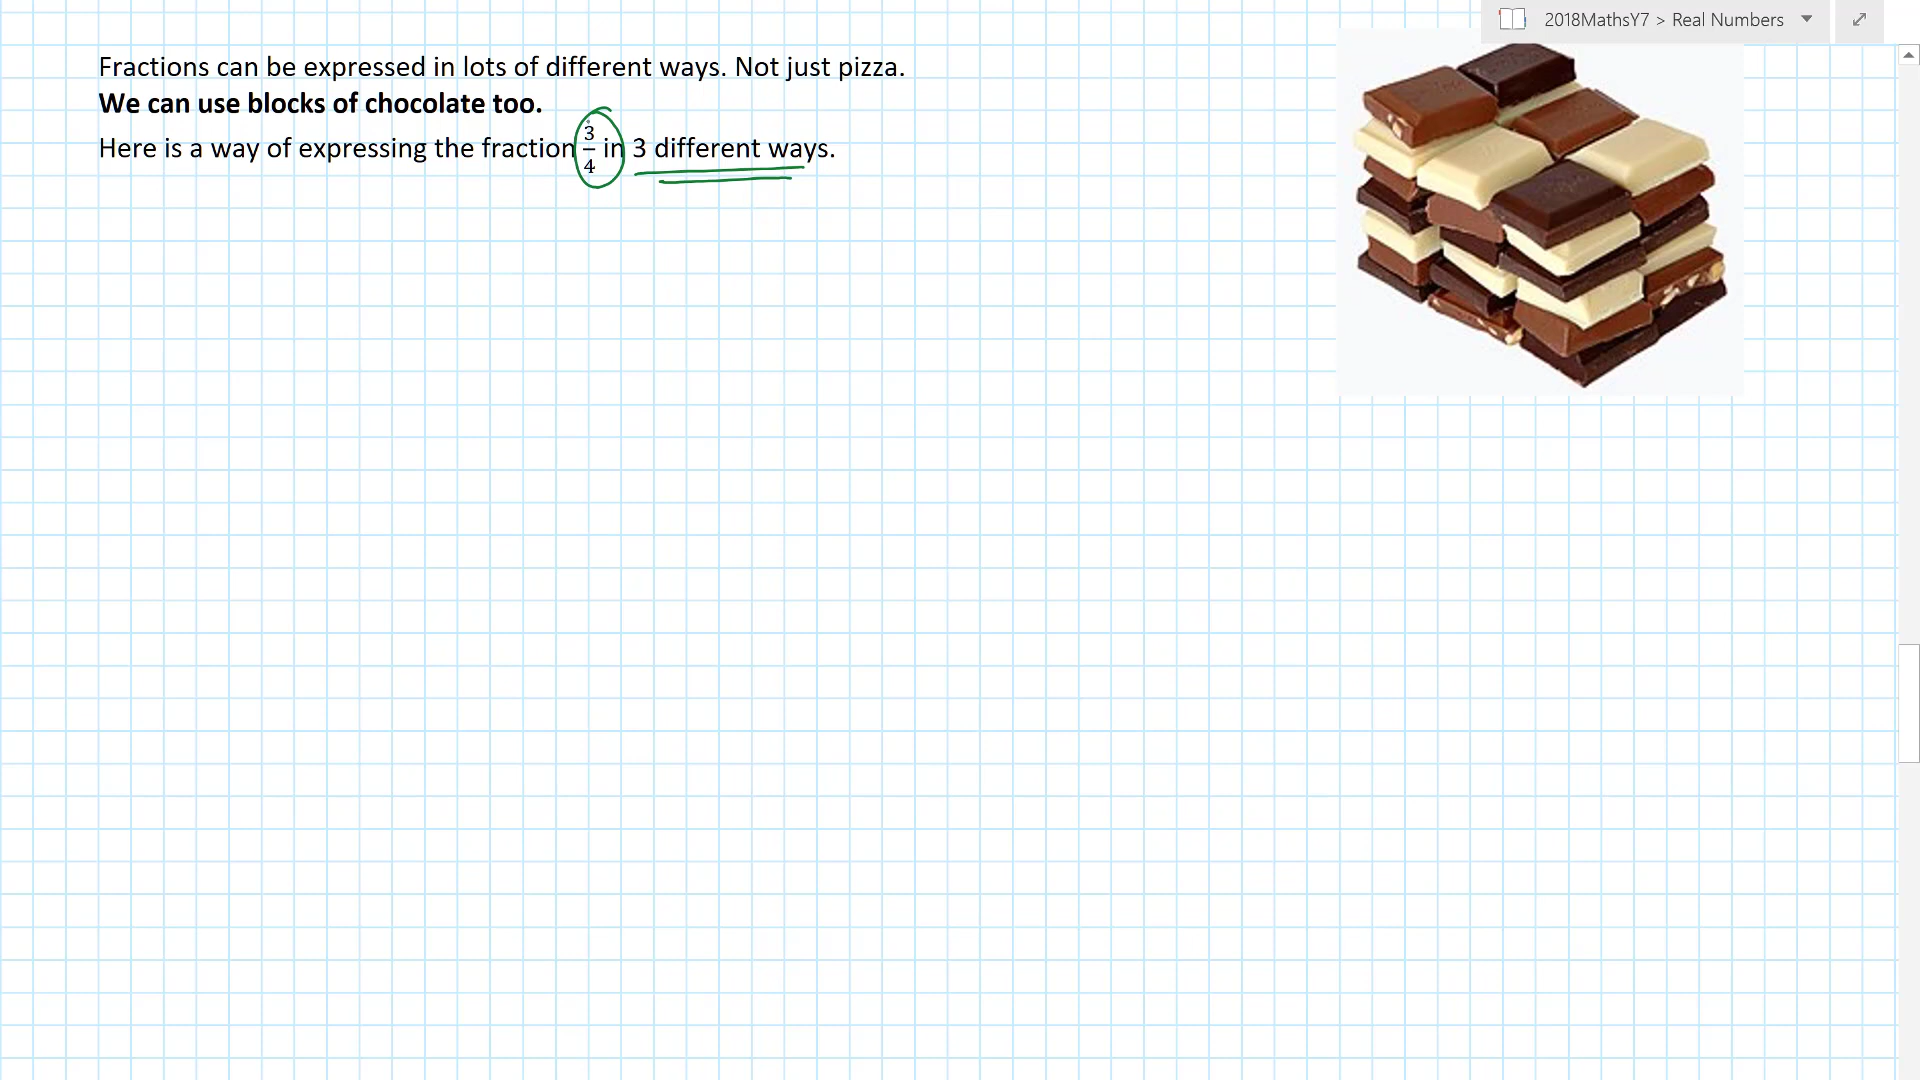 2018MathsY7 > Real Numbers
Fractions can be expressed in lots of different ways. Not just pizza.
We can use blocks of chocolate too.
Here is a way of expressing the fraction 3/4 in 3 different ways.